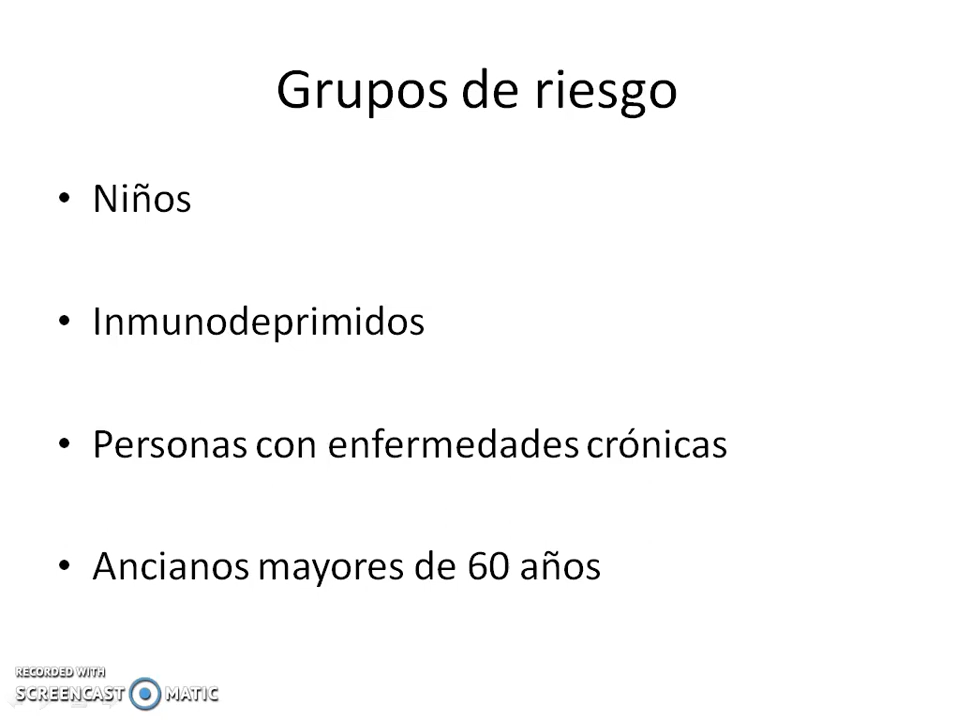 Grupos de riesgo
• Niños
• Inmunodeprimidos
• Personas con enfermedades crónicas
• Ancianos mayores de 60 años
RECORDED WITH
SCREENCAST MATIC